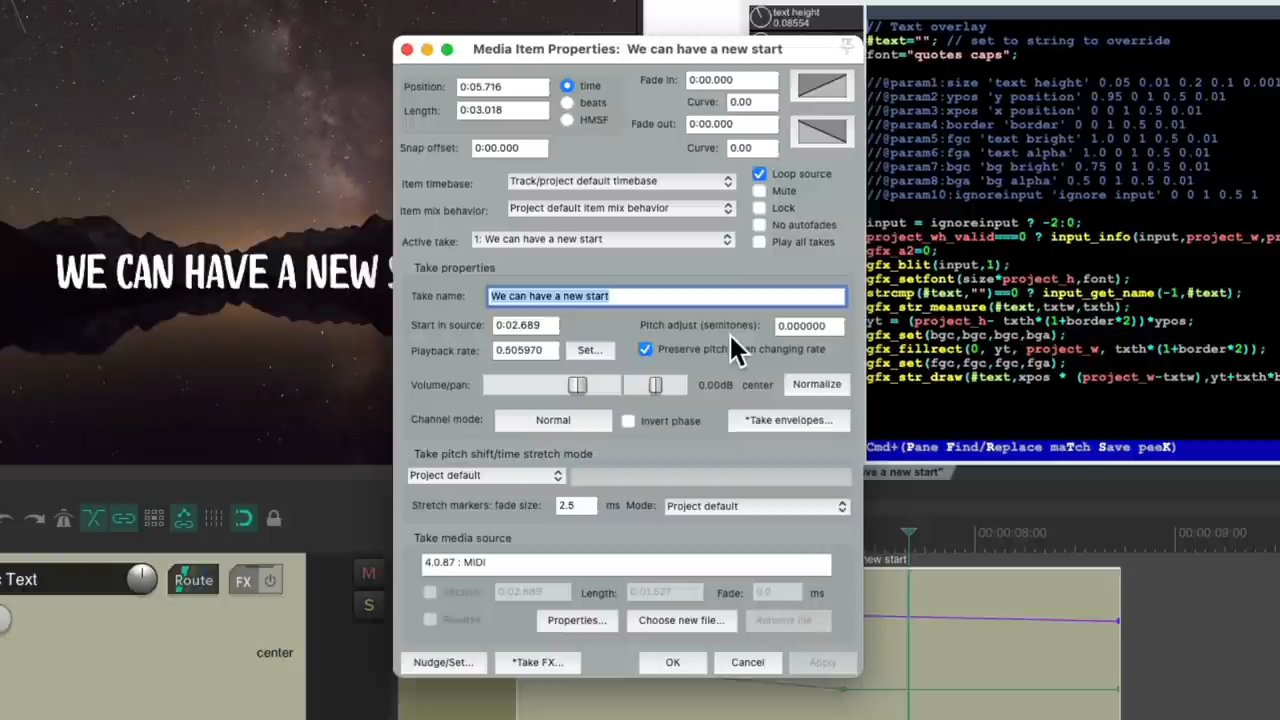 text height
0.08554
Media Item Properties:  We can have a new start
Position:
0:05.716
time
Length:
0:03.018
beats
HMSF
Snap offset:
0:00.000
Fade in:
0:00.000
Curve:
0.00
Fade out:
0:00.000
Curve:
0.00
Item timebase:
Track/project default timebase
Loop source
Mute
Item mix behavior:
Project default item mix behavior
Lock
No autofades
Active take:
1: We can have a new start
Play all takes
Take properties
Take name:
We can have a new start
Start in source:
0:02.689
Pitch adjust (semitones):
0.000000
Playback rate:
0.505970
Set...
Preserve pitch when changing rate
Volume/pan:
0.00dB
center
Normalize
Channel mode:
Normal
Invert phase
*Take envelopes...
Take pitch shift/time stretch mode
Project default
Stretch markers: fade size:
2.5
ms
Mode:
Project default
Take media source
4.0.87 : MIDI
0:02.689
Length:
0:01.527
Fade:
0.0
ms
Reverse
Properties...
Choose new file...
Rename file...
Nudge/Set...
*Take FX...
OK
Cancel
Apply
WE CAN HAVE A NEW S
// Text overlay
#text=""; // set to string to override
font="quotes caps";
//@param1:size 'text height' 0.05 0.01 0.2 0.1 0.001
//@param2:ypos 'y position' 0.95 0 1 0.5 0.01
//@param3:xpos 'x position' 0 0 1 0.5 0.01
//@param4:border 'border' 0 0 1 0.5 0.01
//@param5:fgc 'text bright' 1.0 0 1 0.5 0.01
//@param6:fga 'text alpha' 1.0 0 1 0.5 0.01
//@param7:bgc 'bg bright' 0.75 0 1 0.5 0.01
//@param8:bga 'bg alpha' 0.5 0 1 0.5 0.01
//@param10:ignoreinput 'ignore input' 0 0 1 0.5 1
input = ignoreinput ? -2:0;
project_wh_valid===0 ? input_info(input,project_w,pr
gfx_a2=0;
gfx_blit(input,1);
gfx_setfont(size*project_h,font);
strcmp(#text,"")==0 ? input_get_name(-1,#text);
gfx_str_measure(#text,txtw,txth);
yt = (project_h- txth*(1+border*2))*ypos;
gfx_set(bgc,bgc,bgc,bga);
gfx_fillrect(0, yt, project_w, txth*(1+border*2));
gfx_set(fgc,fgc,fgc,fga);
gfx_str_draw(#text,xpos * (project_w-txtw),yt+txth*b
Cmd+(Pane Find/Replace maTch Save peeK)
ve a new start"
00:00:08:00
00:00:09:00
new start
c Text
Route
FX
M
S
center